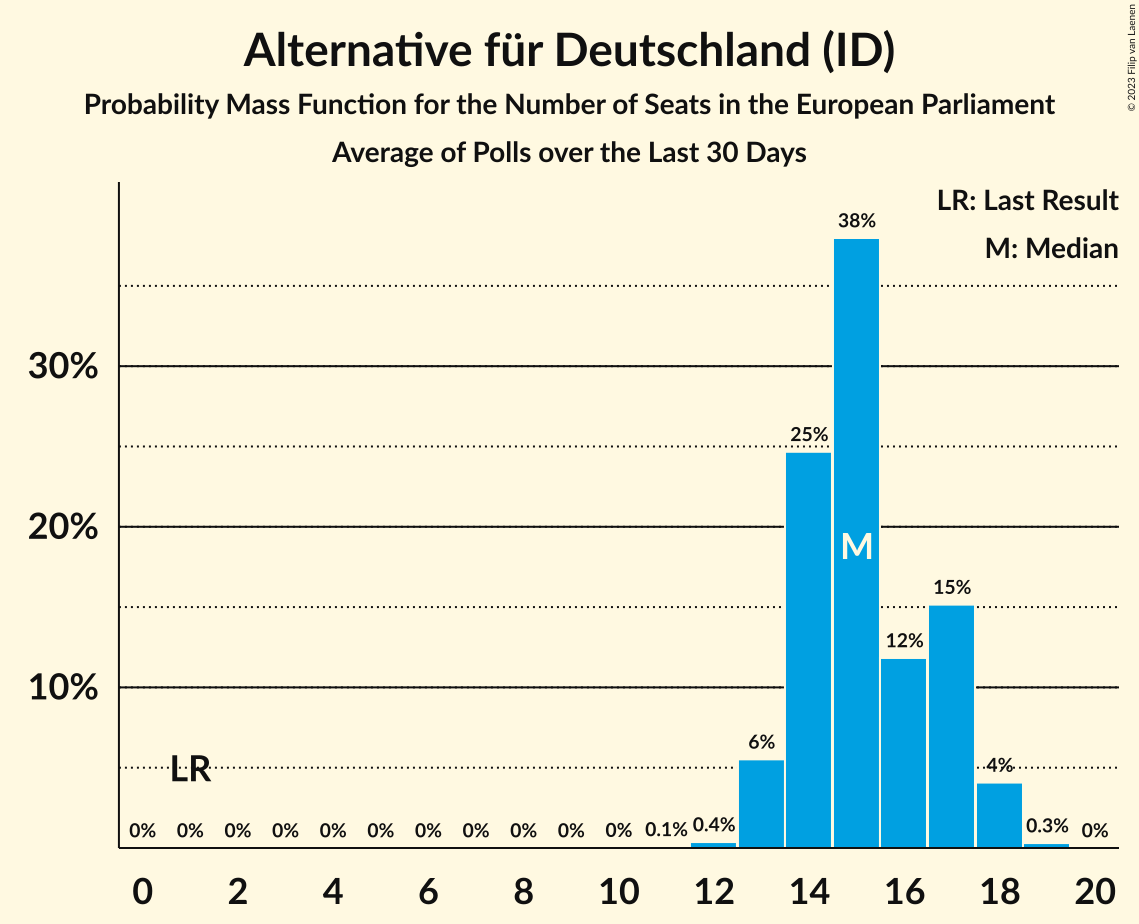 Alternative für Deutschland (ID)
Probability Mass Function for the Number of Seats in the European Parliament
Average of Polls over the Last 30 Days
© 2023 Filip van Laenen
LR: Last Result
M: Median
38%
30%
25%
20%
M
15%
12%
10%
6%
LR
4%
0% 0% 0% 0% 0% 0% 0% 0% 0% 0% 0% 0.1% 0.4% 0.3% 0%
0 2 4 6 8 10 12 14 16 18 20